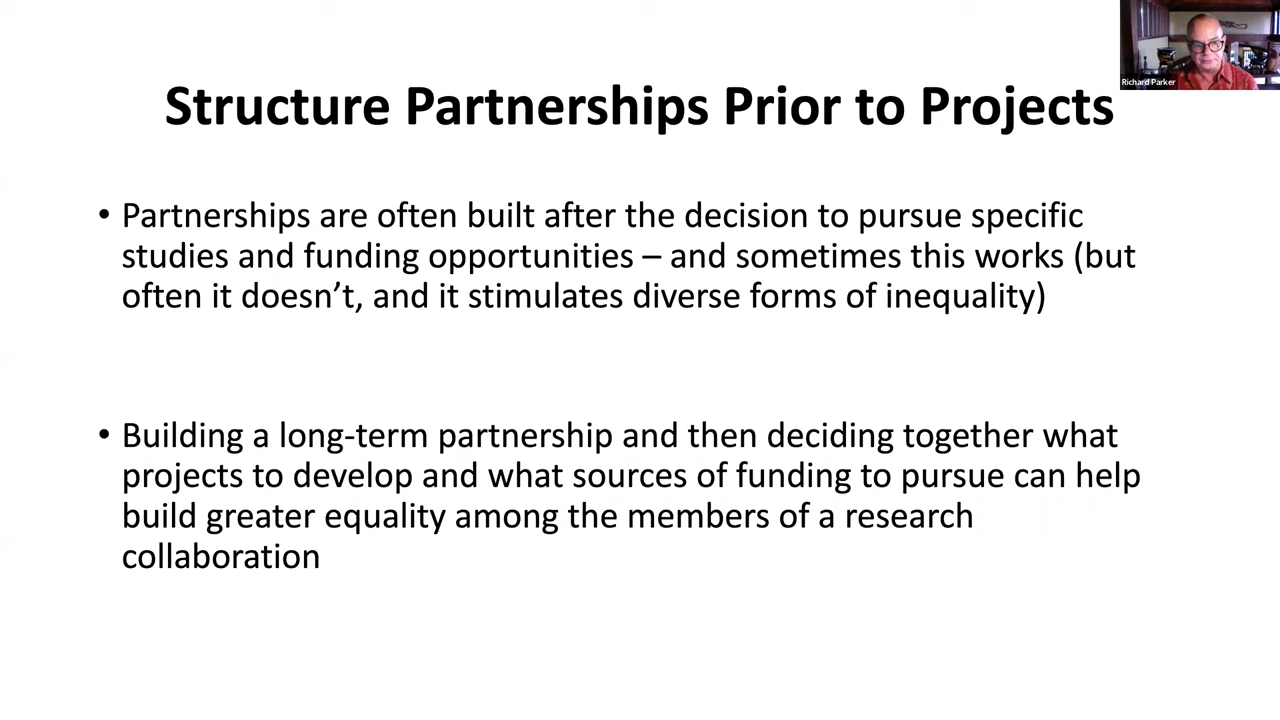 Richard Parker
Structure Partnerships Prior to Projects
• Partnerships are often built after the decision to pursue specific
studies and funding opportunities – and sometimes this works (but
often it doesn’t, and it stimulates diverse forms of inequality)
• Building a long-term partnership and then deciding together what
projects to develop and what sources of funding to pursue can help
build greater equality among the members of a research
collaboration